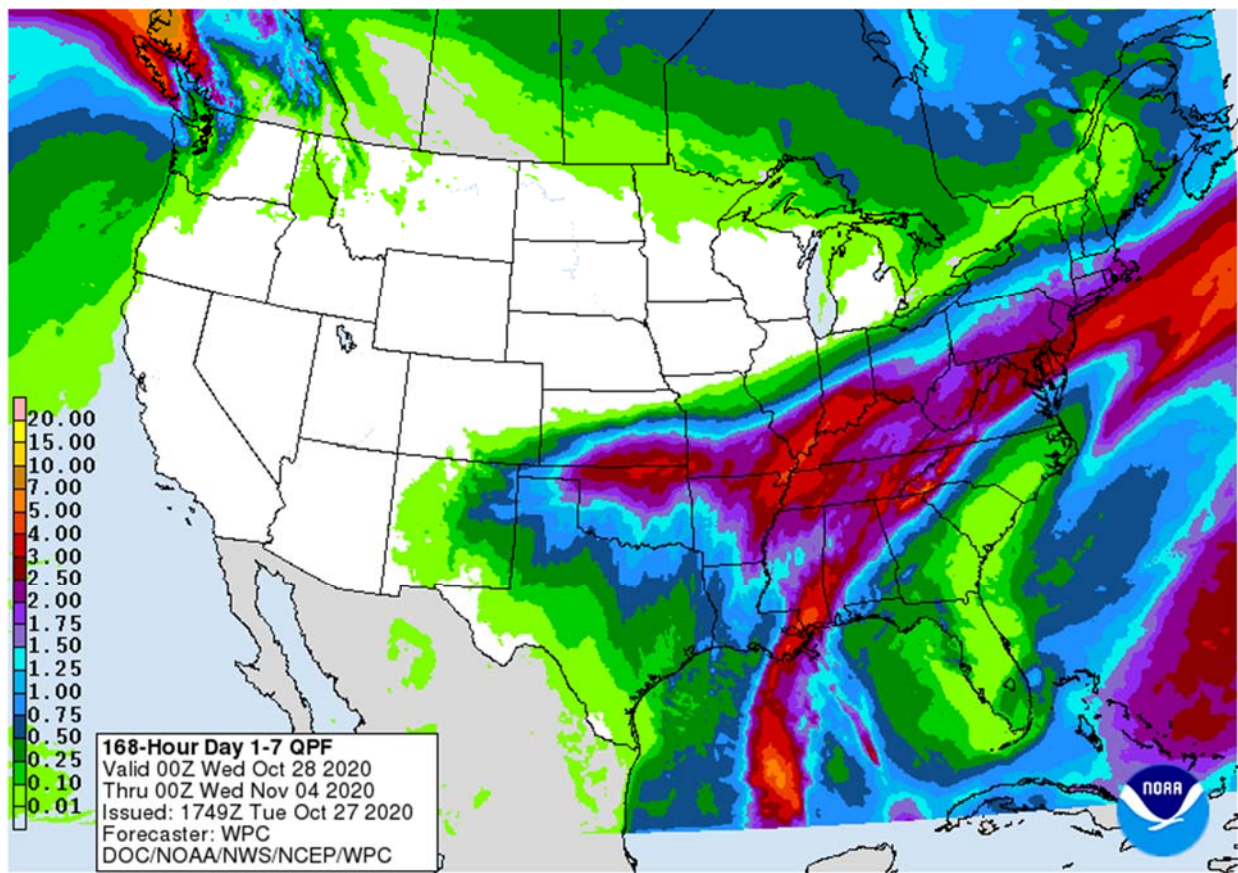 20.00
15.00
10.00
7.00
5.00
4.00
3.00
2.50
2.00
1.75
1.50
1.25
1.00
0.75
0.50
0.25
0.10
0.01
168-Hour Day 1-7 QPF
Valid 00Z Wed Oct 28 2020
Thru 00Z Wed Nov 04 2020
Issued: 1749Z Tue Oct 27 2020
Forecaster: WPC
DOC/NOAA/NWS/NCEP/WPC
NOAA